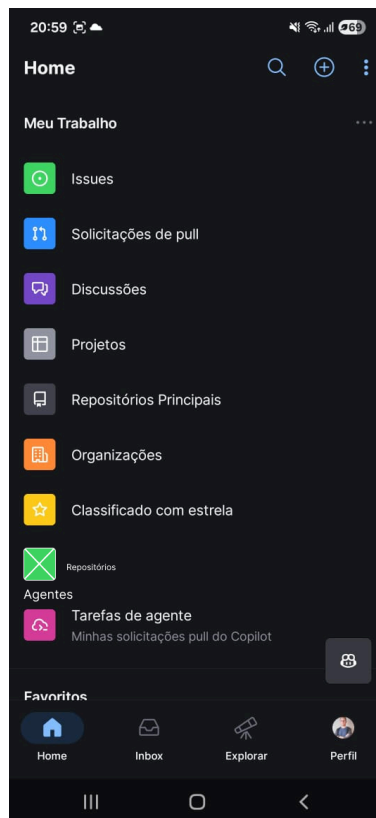 20:59
69
Home
Meu Trabalho
Issues
Solicitações de pull
Discussões
Projetos
Repositórios Principais
Organizações
Classificado com estrela
Repositórios
Agentes
Tarefas de agente
Minhas solicitações pull do Copilot
Favoritos
Home Inbox Explorar Perfil